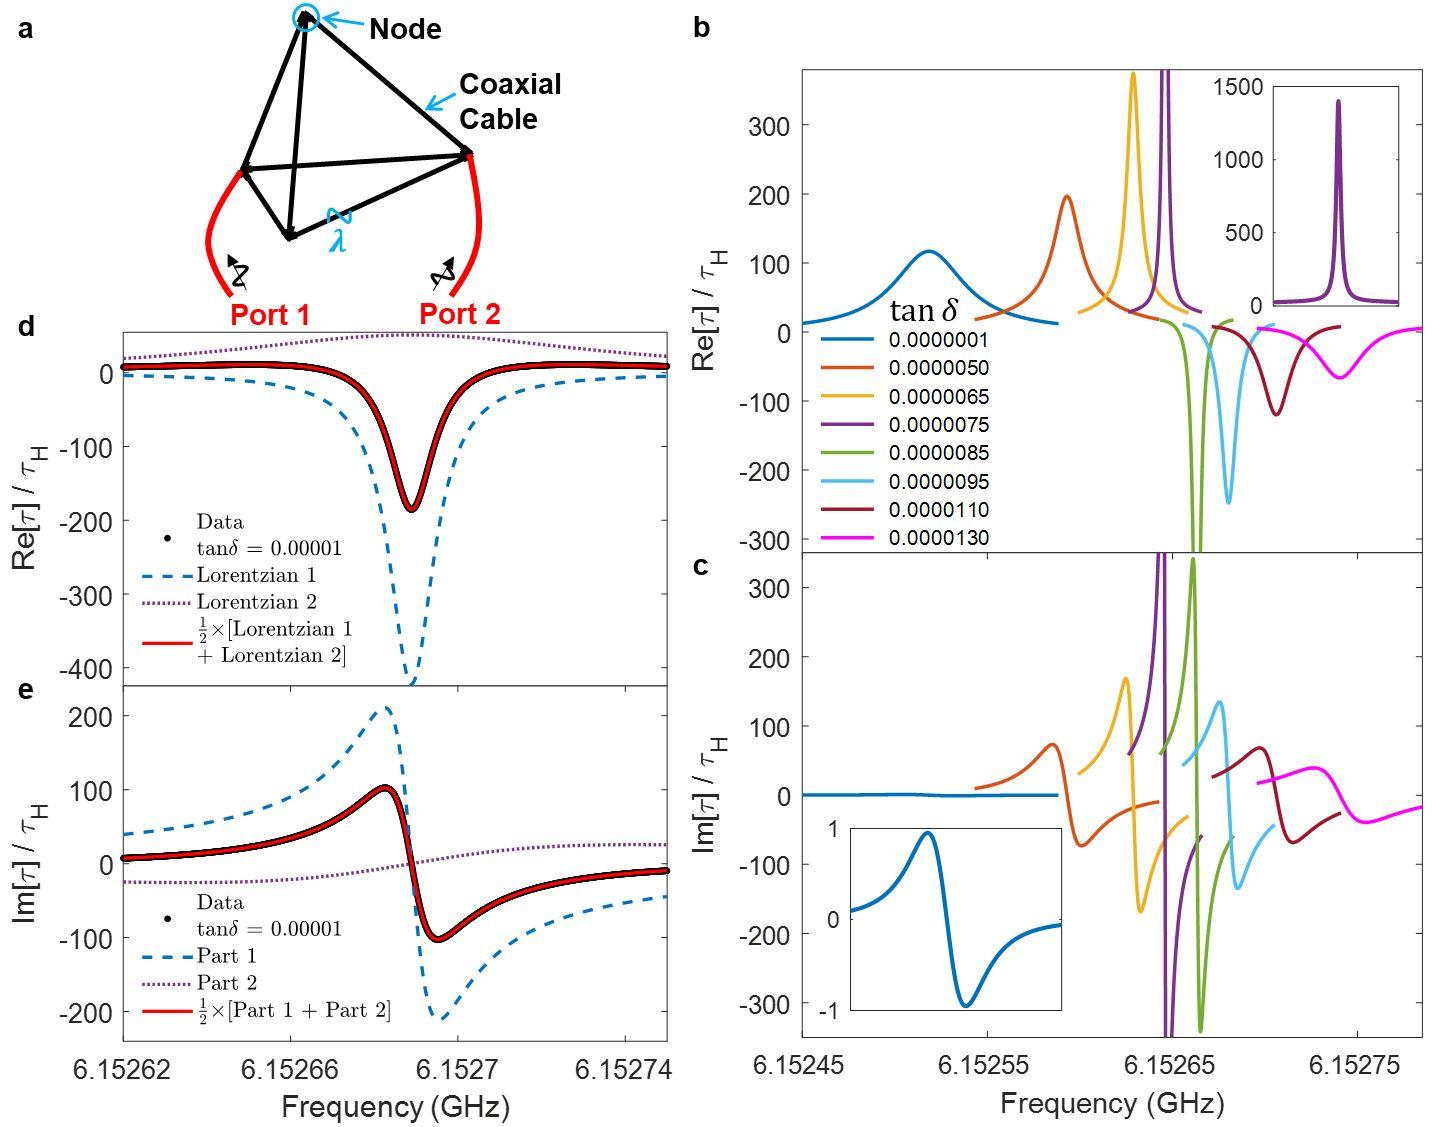 a
Node
Coaxial
Cable
λ
Port 1
Port 2
b
Re[τ] / τH
300
200
100
0
-100
-200
-300
1500
1000
500
0
tan δ
0.0000001
0.0000050
0.0000065
0.0000075
0.0000085
0.0000095
0.0000110
0.0000130
c
Im[τ] / τH
300
200
100
0
-100
-200
-300
1
0
-1
6.15245
6.15255
6.15265
6.15275
Frequency (GHz)
d
Re[τ] / τH
0
-100
-200
-300
-400
Data
tanδ = 0.00001
Lorentzian 1
Lorentzian 2
½×[Lorentzian 1
+ Lorentzian 2]
e
Im[τ] / τH
200
100
0
-100
-200
Data
tanδ = 0.00001
Part 1
Part 2
½×[Part 1 + Part 2]
6.15262
6.15266
6.1527
6.15274
Frequency (GHz)